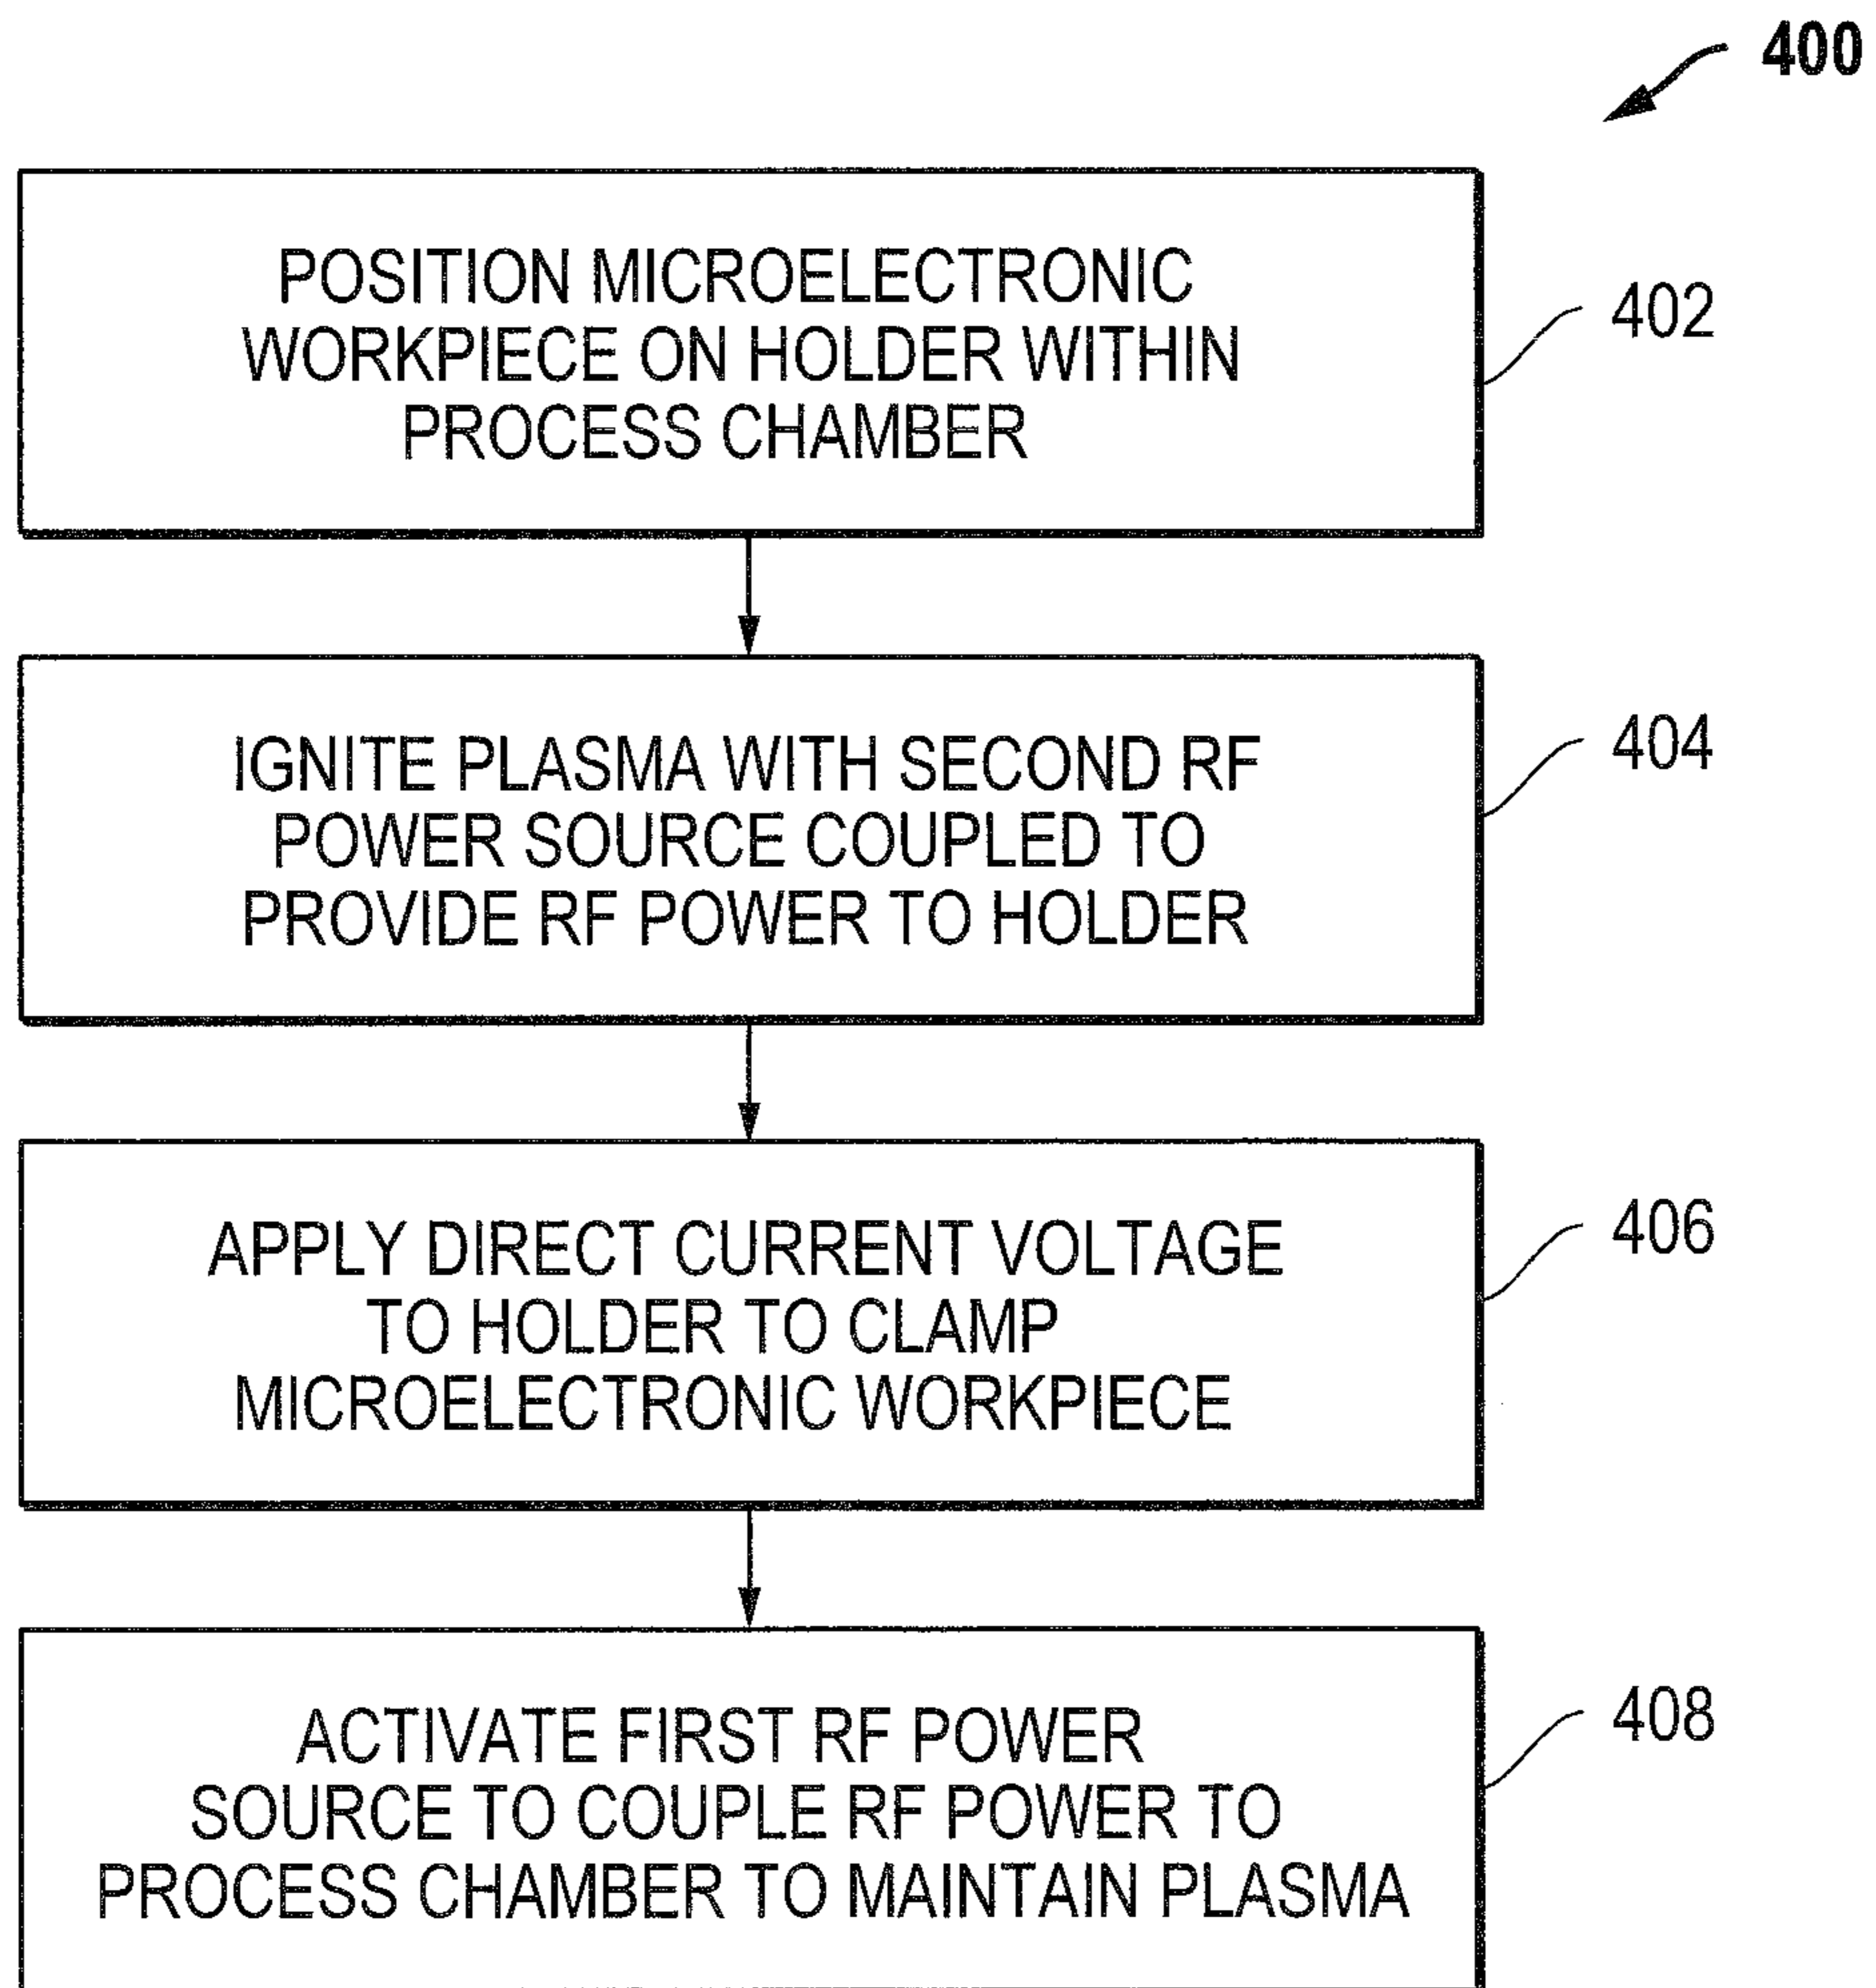 400
POSITION MICROELECTRONIC
WORKPIECE ON HOLDER WITHIN
PROCESS CHAMBER
402
IGNITE PLASMA WITH SECOND RF
POWER SOURCE COUPLED TO
PROVIDE RF POWER TO HOLDER
404
APPLY DIRECT CURRENT VOLTAGE
TO HOLDER TO CLAMP
MICROELECTRONIC WORKPIECE
406
ACTIVATE FIRST RF POWER
SOURCE TO COUPLE RF POWER TO
PROCESS CHAMBER TO MAINTAIN PLASMA
408